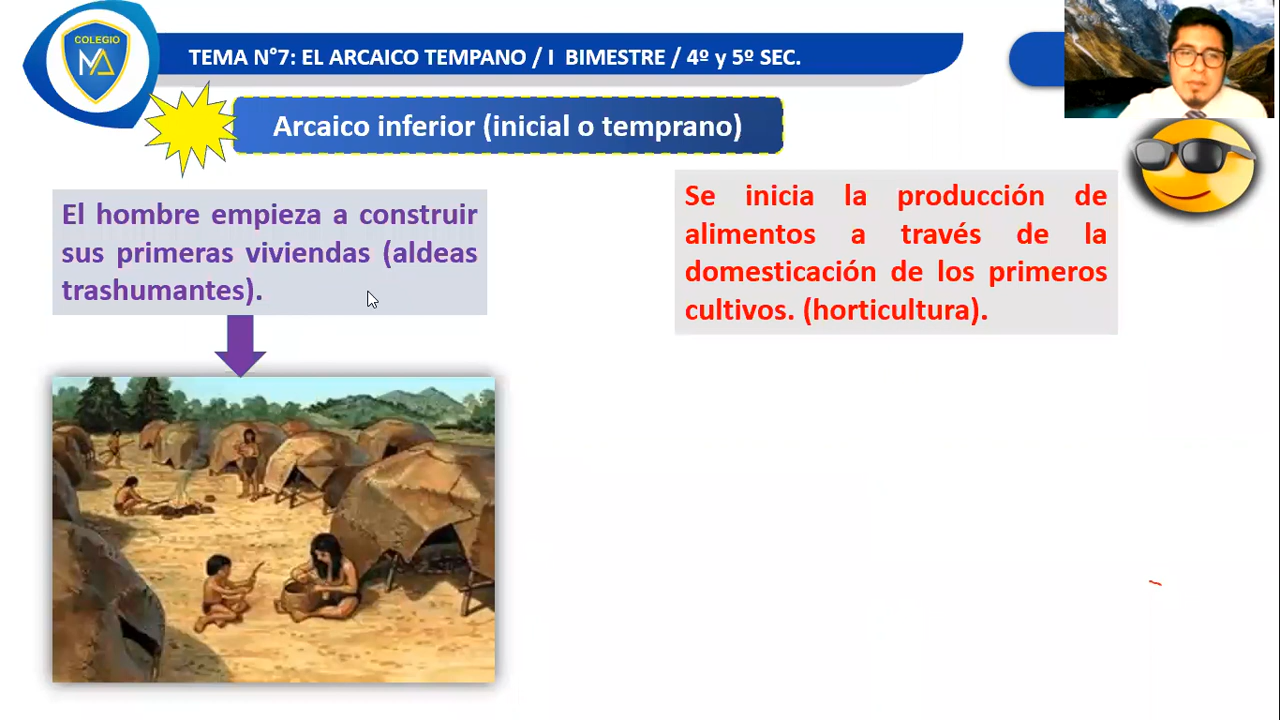 COLEGIO
TEMA N°7: EL ARCAICO TEMPANO / I BIMESTRE / 4º y 5º SEC.
Arcaico inferior (inicial o temprano)
El hombre empieza a construir
sus primeras viviendas (aldeas
trashumantes).
Se inicia la producción de
alimentos a través de la
domesticación de los primeros
cultivos. (horticultura).